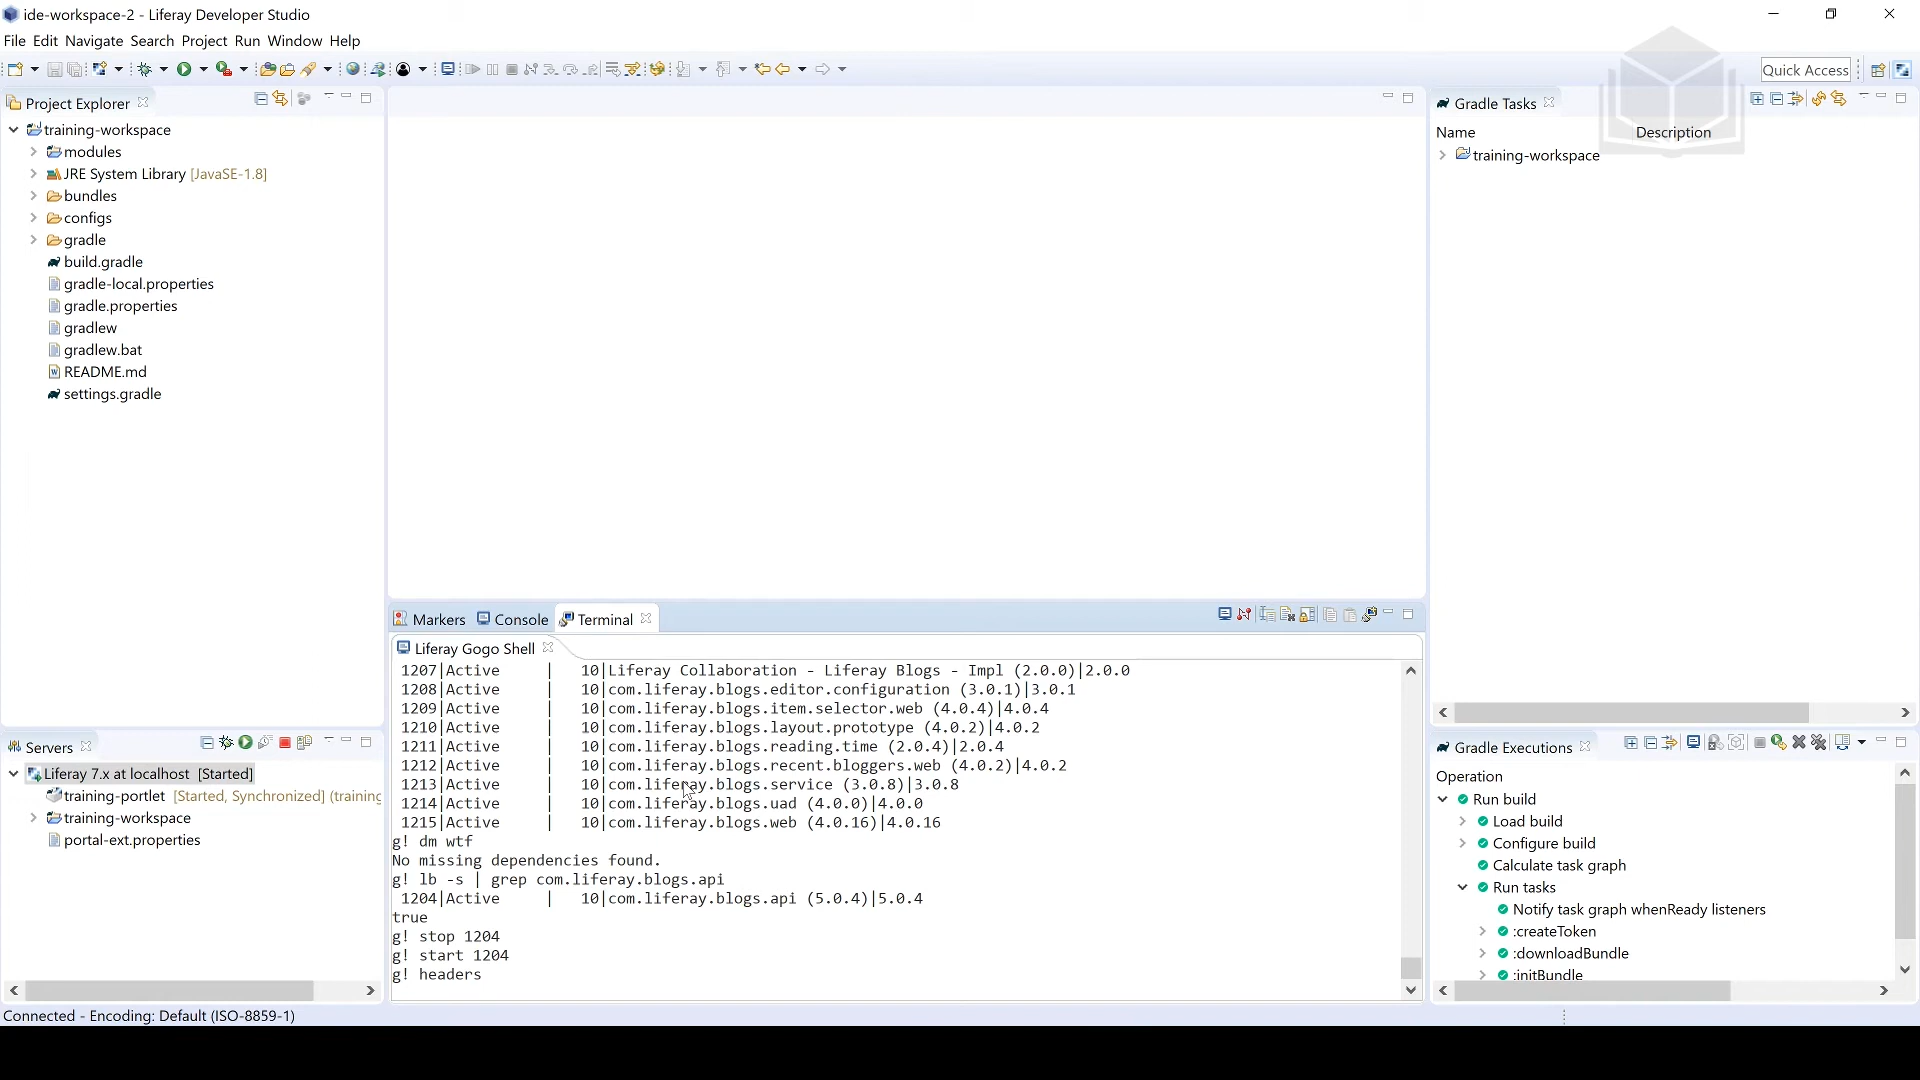 ide-workspace-2 - Liferay Developer Studio
File Edit Navigate Search Project Run Window Help
Quick Access
Project Explorer
training-workspace
modules
JRE System Library [JavaSE-1.8]
bundles
configs
gradle
build.gradle
gradle-local.properties
gradle.properties
gradlew
gradlew.bat
README.md
settings.gradle
Servers
Liferay 7.x at localhost [Started]
training-portlet [Started, Synchronized] (training
training-workspace
portal-ext.properties
Markers Console Terminal
Liferay Gogo Shell
1207|Active | 10|Liferay Collaboration - Liferay Blogs - Impl (2.0.0)|2.0.0
1208|Active | 10|com.liferay.blogs.editor.configuration (3.0.1)|3.0.1
1209|Active | 10|com.liferay.blogs.item.selector.web (4.0.4)|4.0.4
1210|Active | 10|com.liferay.blogs.layout.prototype (4.0.2)|4.0.2
1211|Active | 10|com.liferay.blogs.reading.time (2.0.4)|2.0.4
1212|Active | 10|com.liferay.blogs.recent.bloggers.web (4.0.2)|4.0.2
1213|Active | 10|com.liferay.blogs.service (3.0.8)|3.0.8
1214|Active | 10|com.liferay.blogs.uad (4.0.0)|4.0.0
1215|Active | 10|com.liferay.blogs.web (4.0.16)|4.0.16
g! dm wtf
No missing dependencies found.
g! lb -s | grep com.liferay.blogs.api
1204|Active | 10|com.liferay.blogs.api (5.0.4)|5.0.4
true
g! stop 1204
g! start 1204
g! headers
Gradle Tasks
Name Description
training-workspace
Gradle Executions
Operation
Run build
Load build
Configure build
Calculate task graph
Run tasks
Notify task graph whenReady listeners
:createToken
:downloadBundle
:initBundle
Connected - Encoding: Default (ISO-8859-1)